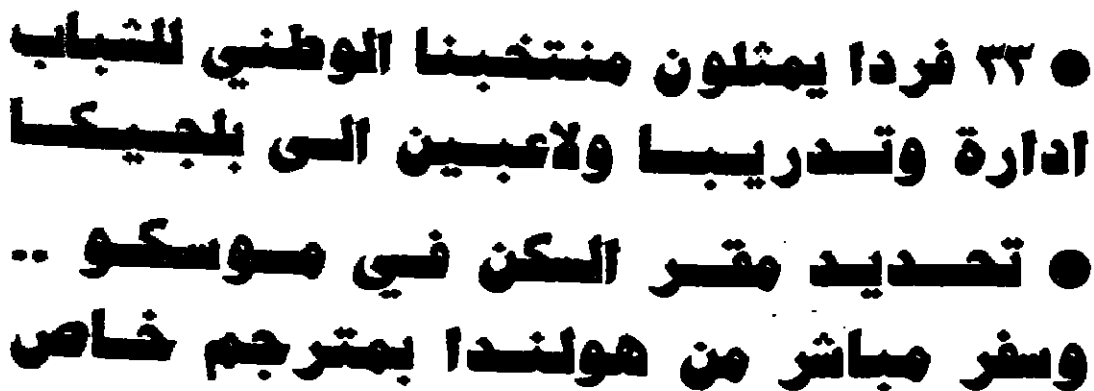 ● ٣٣ فردا يمثلون منتخبنا الوطني للشباب
ادارة وتدريبا ولاعبين الى بلجيكا
● تحديد مقر السكن في موسكو ..
وسفر مباشر من هولندا بمترجم خاص